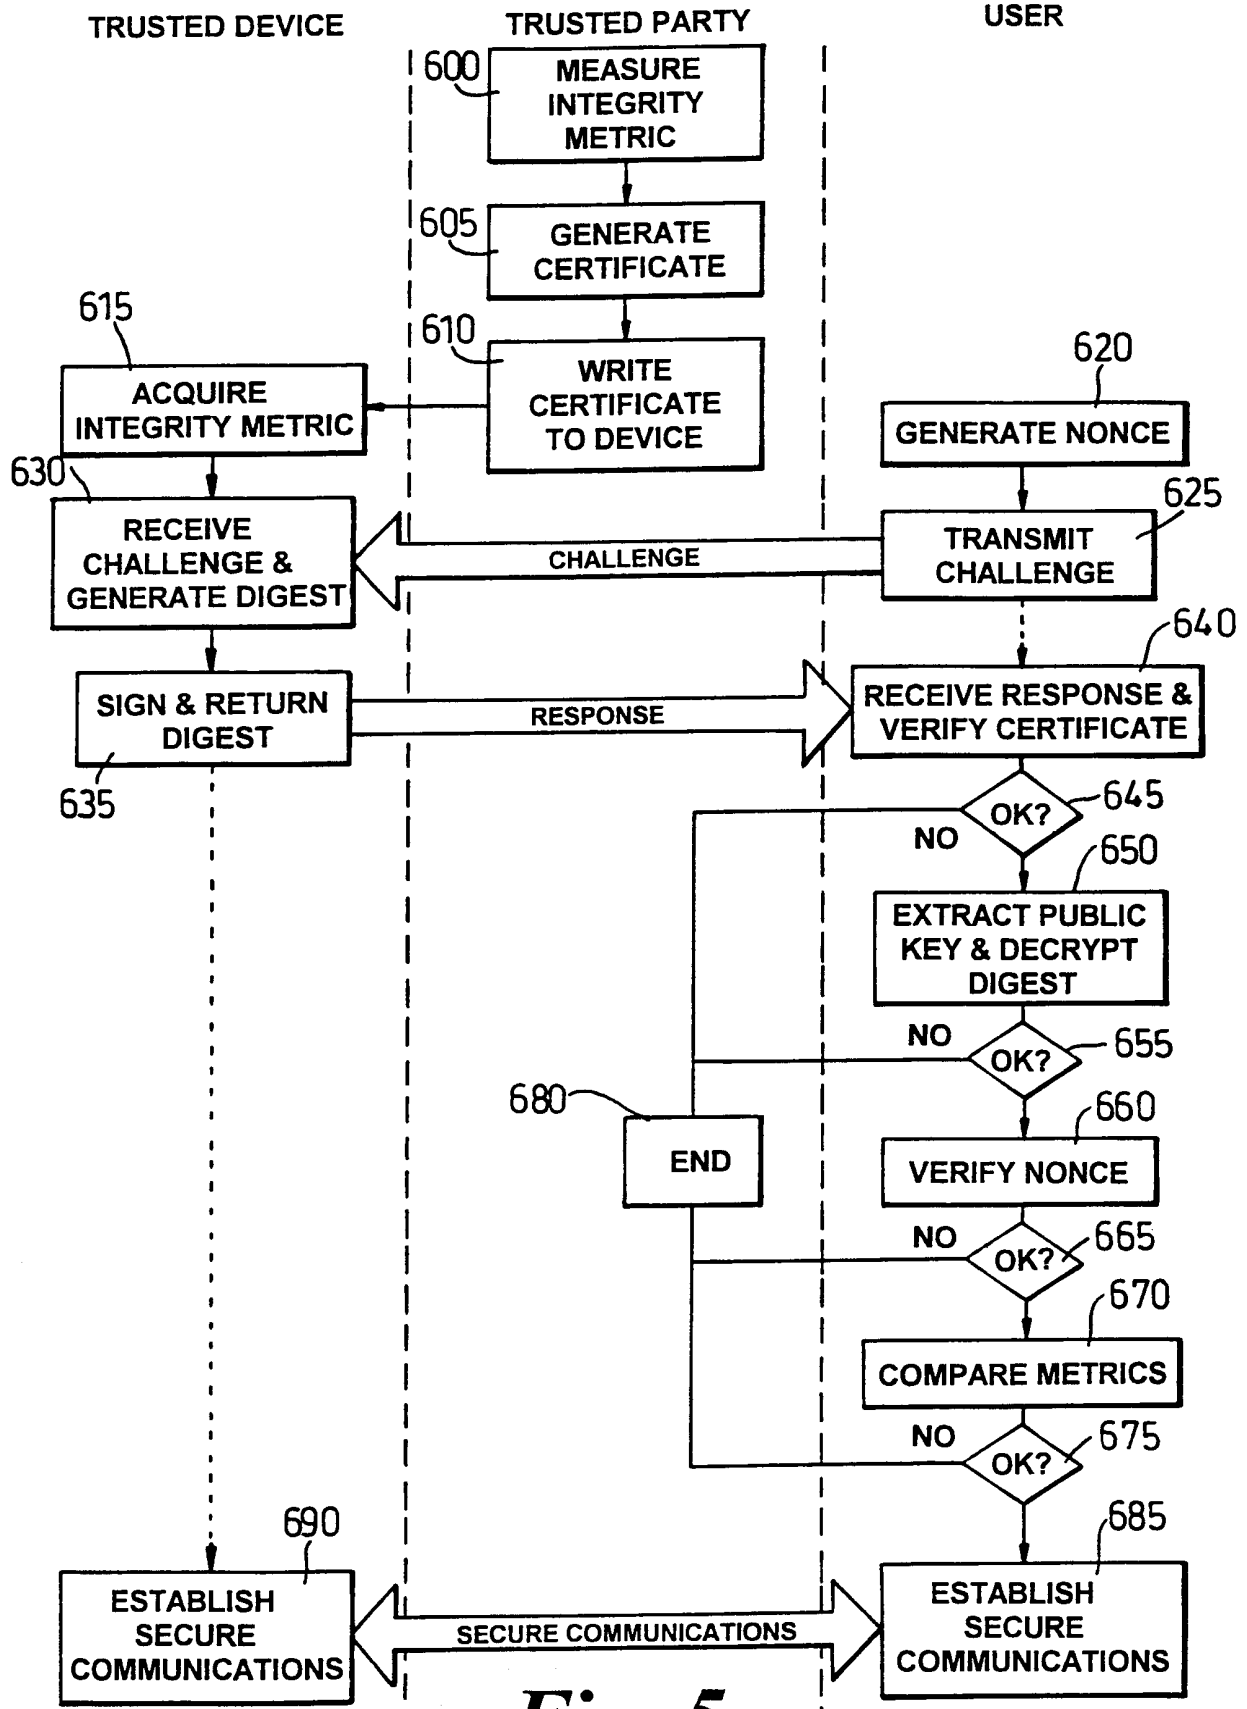 TRUSTED DEVICE
TRUSTED PARTY
USER
600
MEASURE
INTEGRITY
METRIC
605
GENERATE
CERTIFICATE
610
WRITE
CERTIFICATE
TO DEVICE
615
ACQUIRE
INTEGRITY METRIC
620
GENERATE NONCE
625
TRANSMIT
CHALLENGE
CHALLENGE
630
RECEIVE
CHALLENGE &
GENERATE DIGEST
635
SIGN & RETURN
DIGEST
RESPONSE
640
RECEIVE RESPONSE &
VERIFY CERTIFICATE
645
OK?
NO
650
EXTRACT PUBLIC
KEY & DECRYPT
DIGEST
655
OK?
NO
660
VERIFY NONCE
665
OK?
NO
670
COMPARE METRICS
675
OK?
NO
680
END
685
ESTABLISH
SECURE
COMMUNICATIONS
SECURE COMMUNICATIONS
690
ESTABLISH
SECURE
COMMUNICATIONS